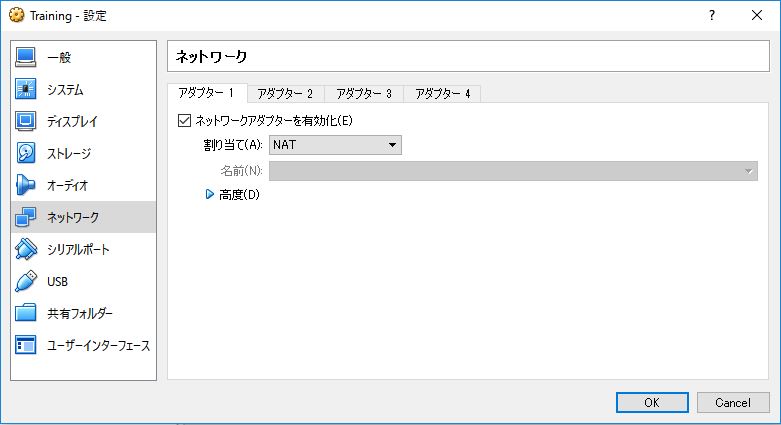 Training - 設定
一般
システム
ディスプレイ
ストレージ
オーディオ
ネットワーク
シリアルポート
USB
共有フォルダー
ユーザーインターフェース
ネットワーク
アダプター 1 アダプター 2 アダプター 3 アダプター 4
ネットワークアダプターを有効化(E)
割り当て(A): NAT
名前(N):
高度(D)
OK Cancel